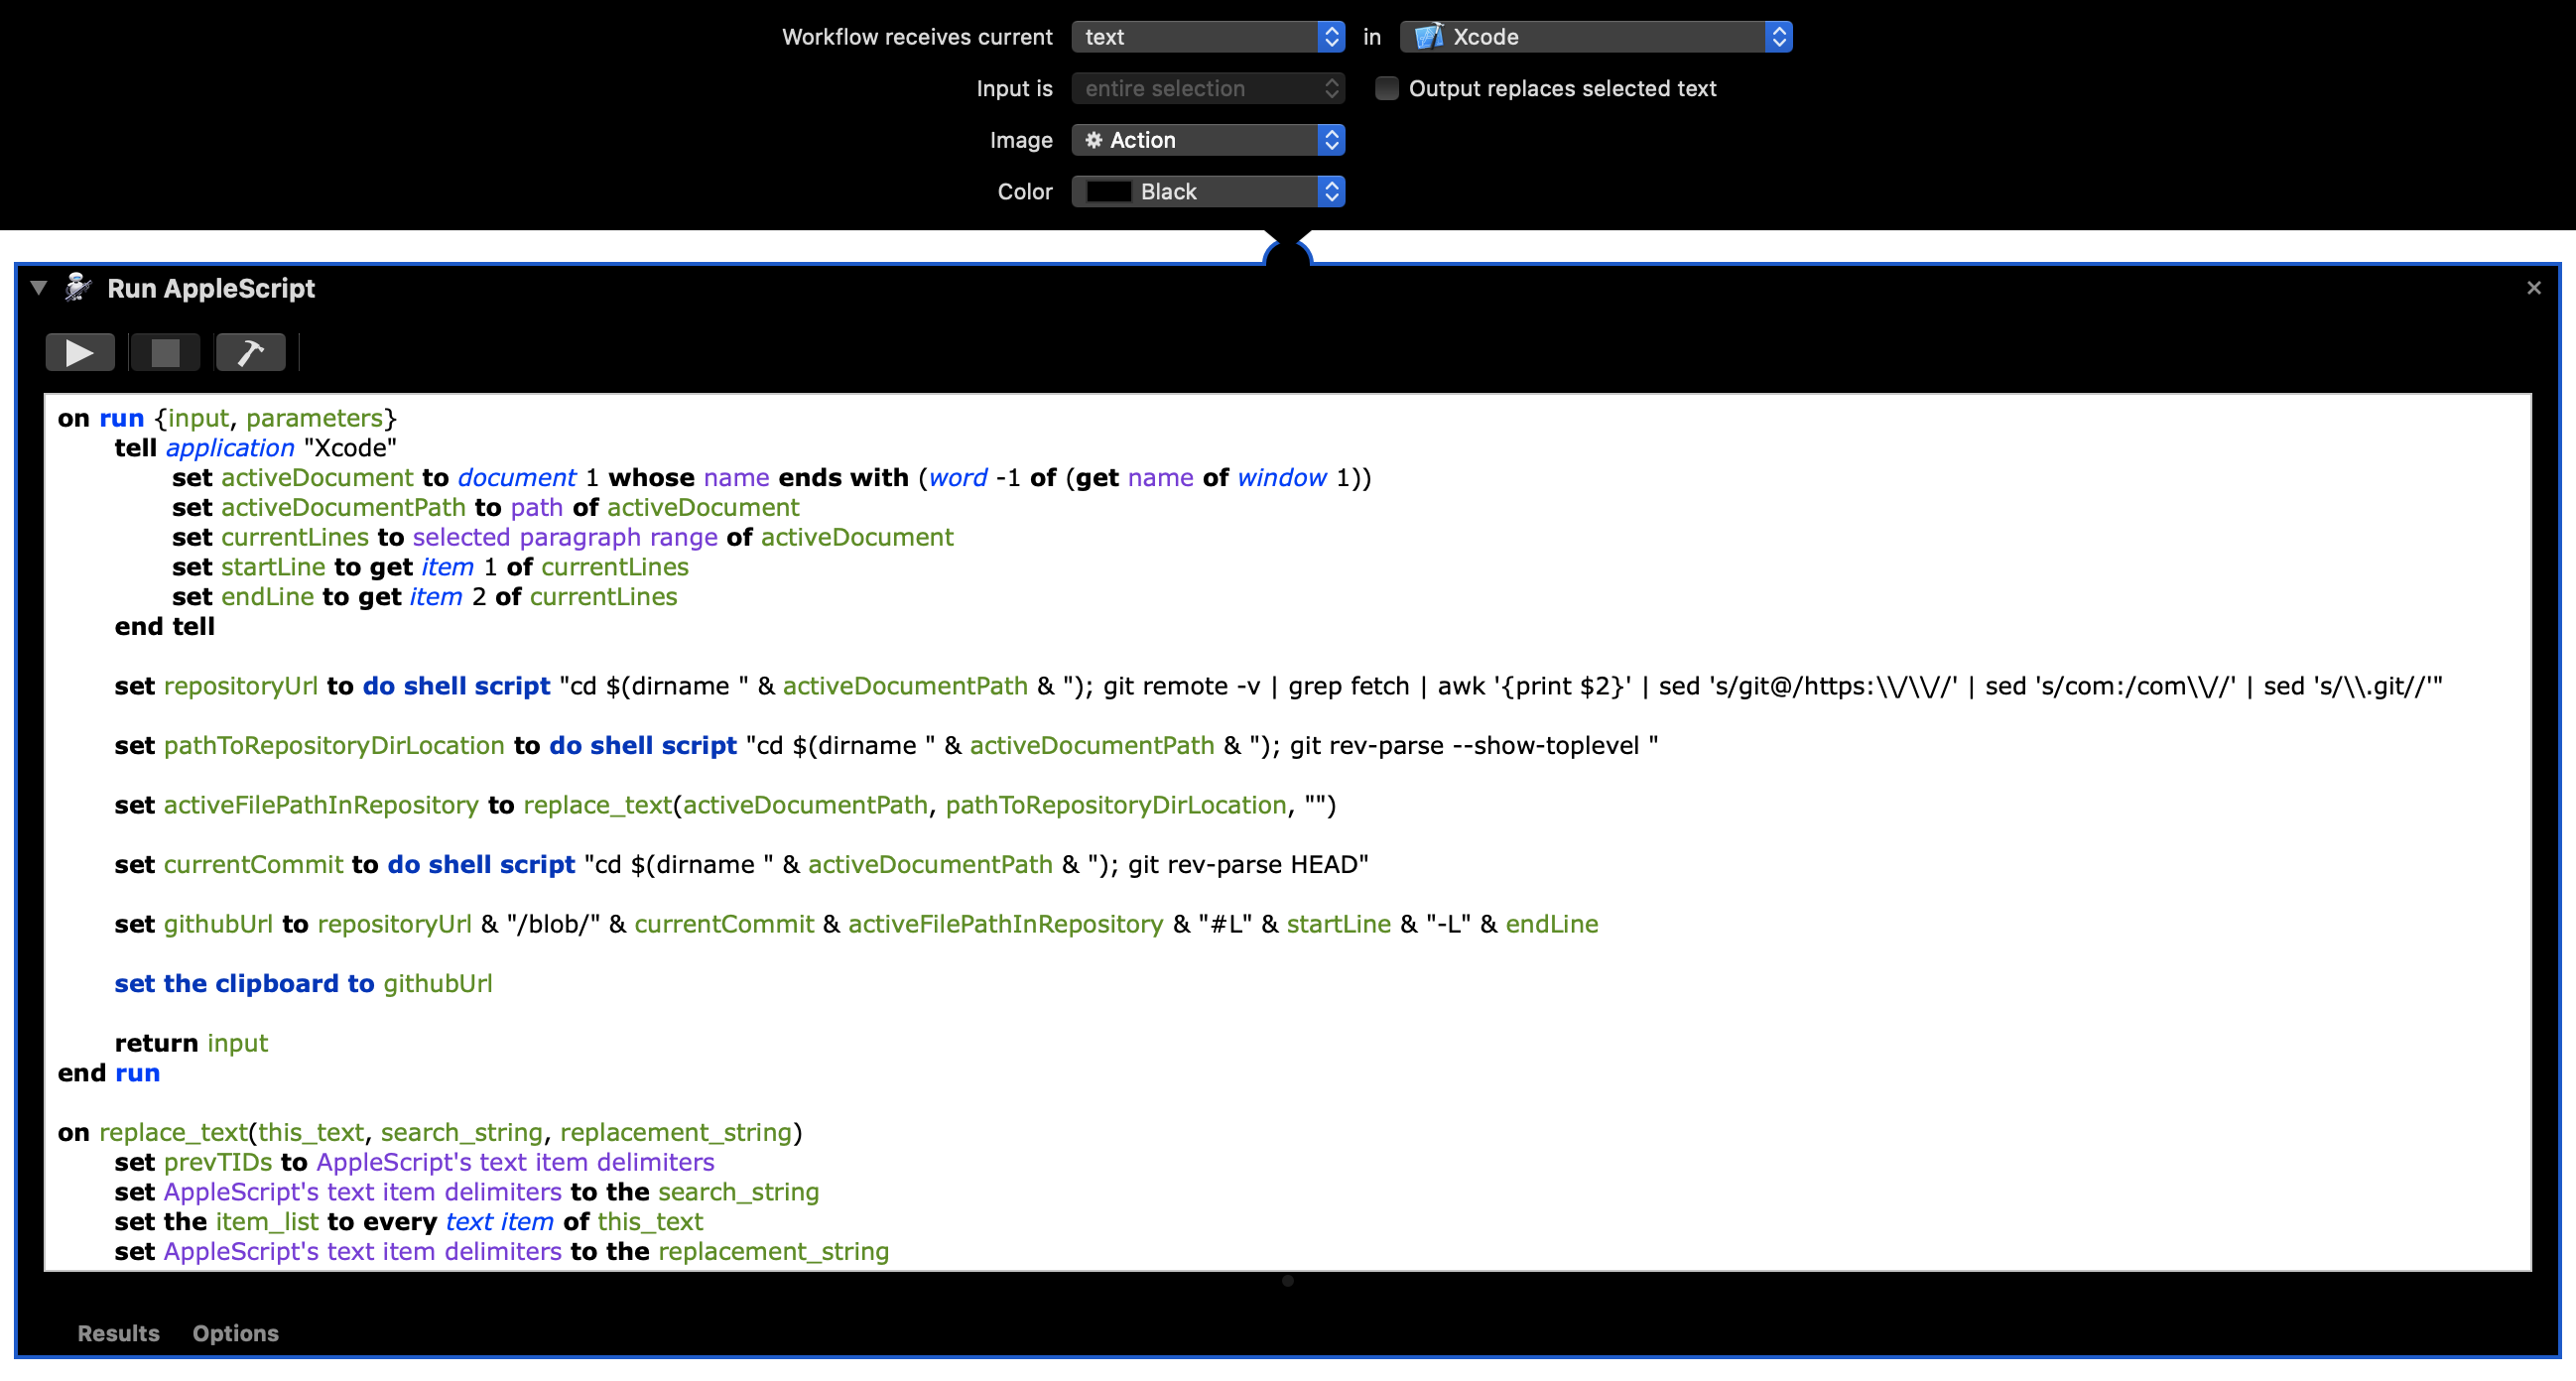 Workflow receives current text in Xcode
Input is entire selection Output replaces selected text
Image Action
Color Black
Run AppleScript
on run {input, parameters}
tell application "Xcode"
set activeDocument to document 1 whose name ends with (word -1 of (get name of window 1))
set activeDocumentPath to path of activeDocument
set currentLines to selected paragraph range of activeDocument
set startLine to get item 1 of currentLines
set endLine to get item 2 of currentLines
end tell
set repositoryUrl to do shell script "cd $(dirname " & activeDocumentPath & "); git remote -v | grep fetch | awk '{print $2}' | sed 's/git@/https:\\/\\//' | sed 's/com:/com\\//' | sed 's/\\.git//'"
set pathToRepositoryDirLocation to do shell script "cd $(dirname " & activeDocumentPath & "); git rev-parse --show-toplevel "
set activeFilePathInRepository to replace_text(activeDocumentPath, pathToRepositoryDirLocation, "")
set currentCommit to do shell script "cd $(dirname " & activeDocumentPath & "); git rev-parse HEAD"
set githubUrl to repositoryUrl & "/blob/" & currentCommit & activeFilePathInRepository & "#L" & startLine & "-L" & endLine
set the clipboard to githubUrl
return input
end run
on replace_text(this_text, search_string, replacement_string)
set prevTIDs to AppleScript's text item delimiters
set AppleScript's text item delimiters to the search_string
set the item_list to every text item of this_text
set AppleScript's text item delimiters to the replacement_string
Results Options